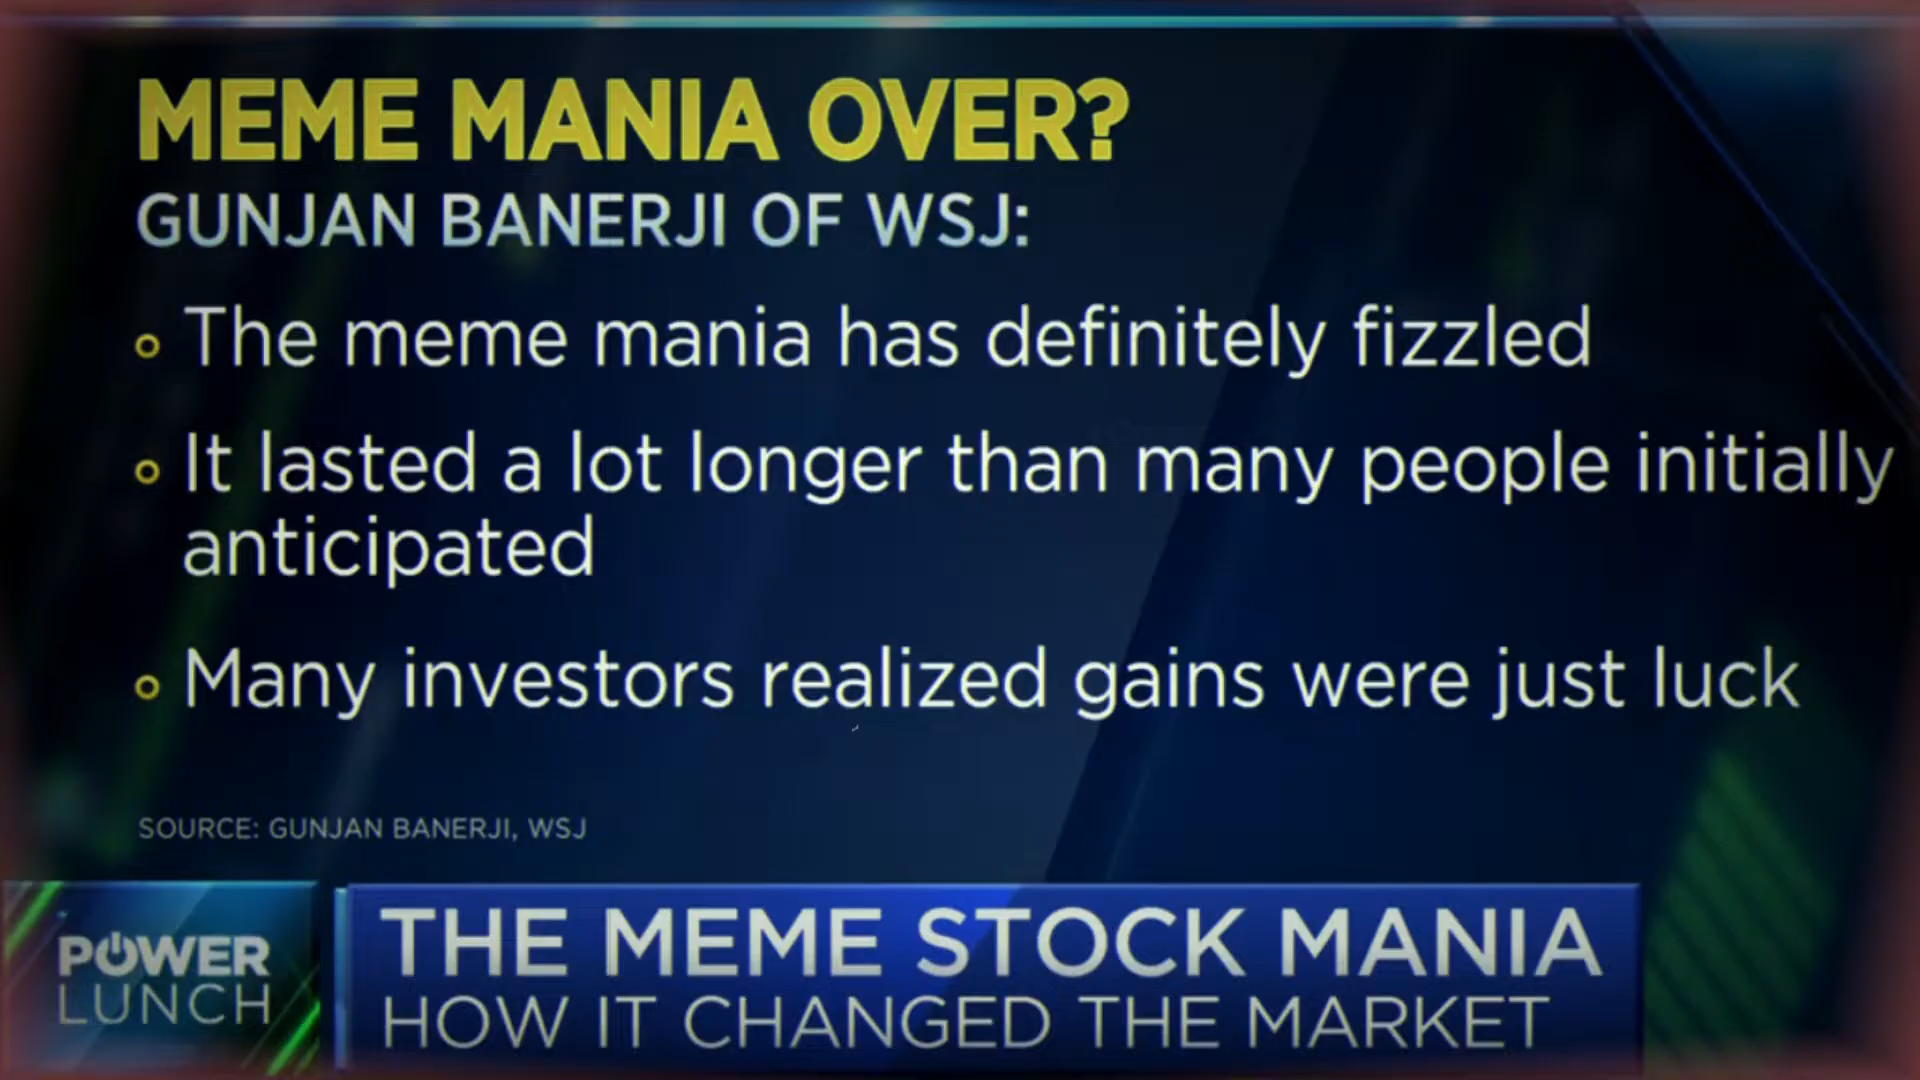 MEME MANIA OVER?
GUNJAN BANERJI OF WSJ:
The meme mania has definitely fizzled
It lasted a lot longer than many people initially
anticipated
Many investors realized gains were just luck
SOURCE: GUNJAN BANERJI, WSJ
POWER
LUNCH
THE MEME STOCK MANIA
HOW IT CHANGED THE MARKET